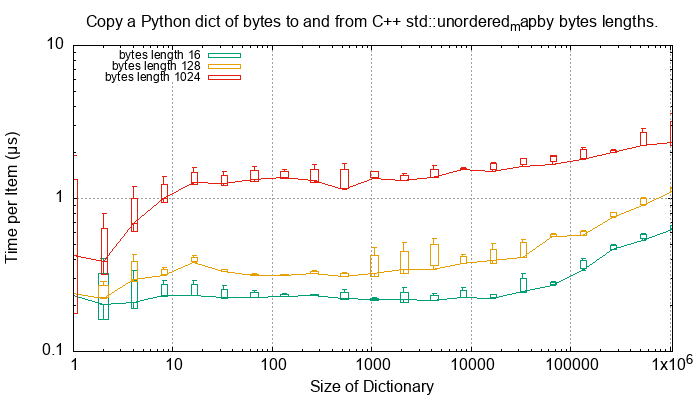 Copy a Python dict of bytes to and from C++ std::unordered_mapby bytes lengths.
bytes length 16
bytes length 128
bytes length 1024
Time per Item (µs)
10
1
0.1
1 10 100 1000 10000 100000 1x10⁶
Size of Dictionary